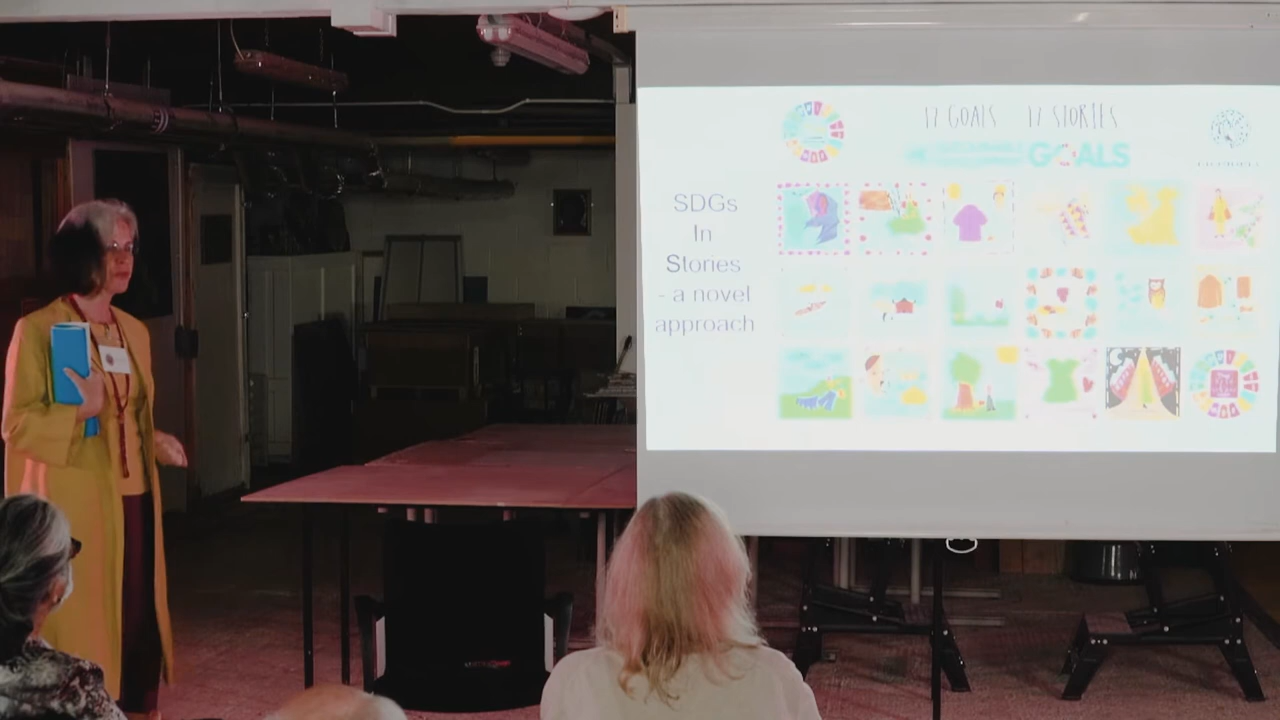 17 GOALS 17 STORIES
GOALS
SDGs
In
Stories
- a novel
approach